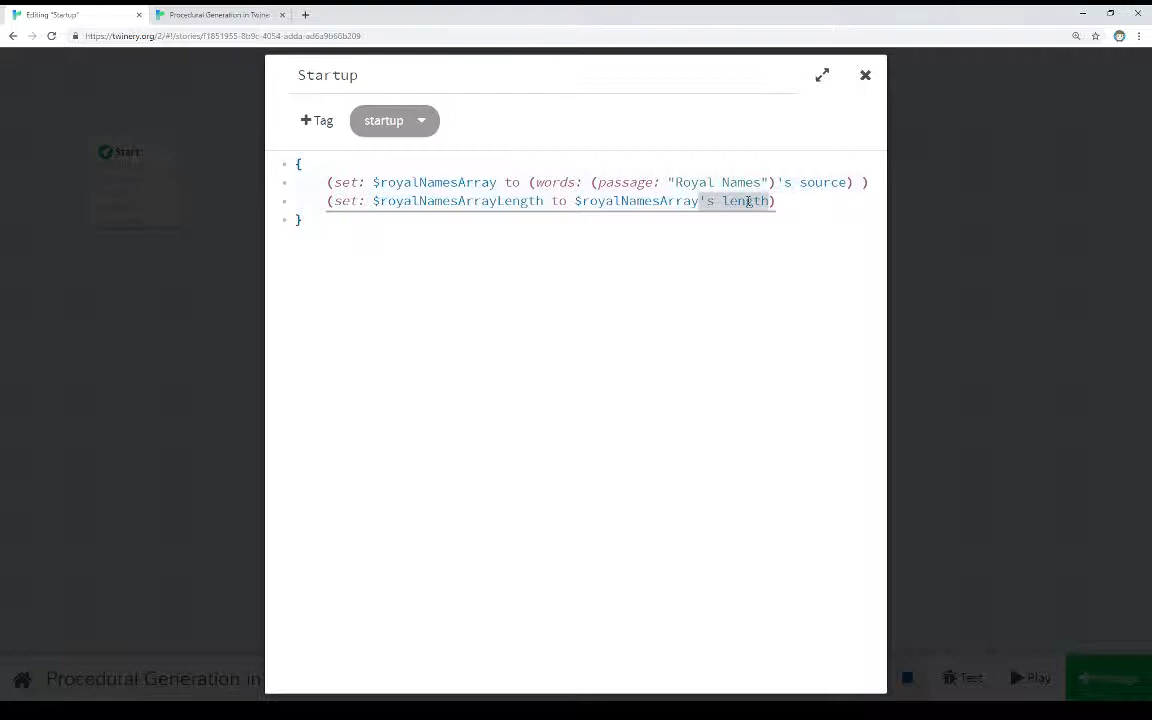 Editing "Startup"
Procedural Generation in Twine
https://twinery.org/2/#!/stories/f1851955-8b9c-4054-adda-ad6a9b66b209
Startup
+ Tag
startup
Start
{
(set: $royalNamesArray to (words: (passage: "Royal Names")'s source) )
(set: $royalNamesArrayLength to $royalNamesArray's length)
}
Procedural Generation in
Test
Play